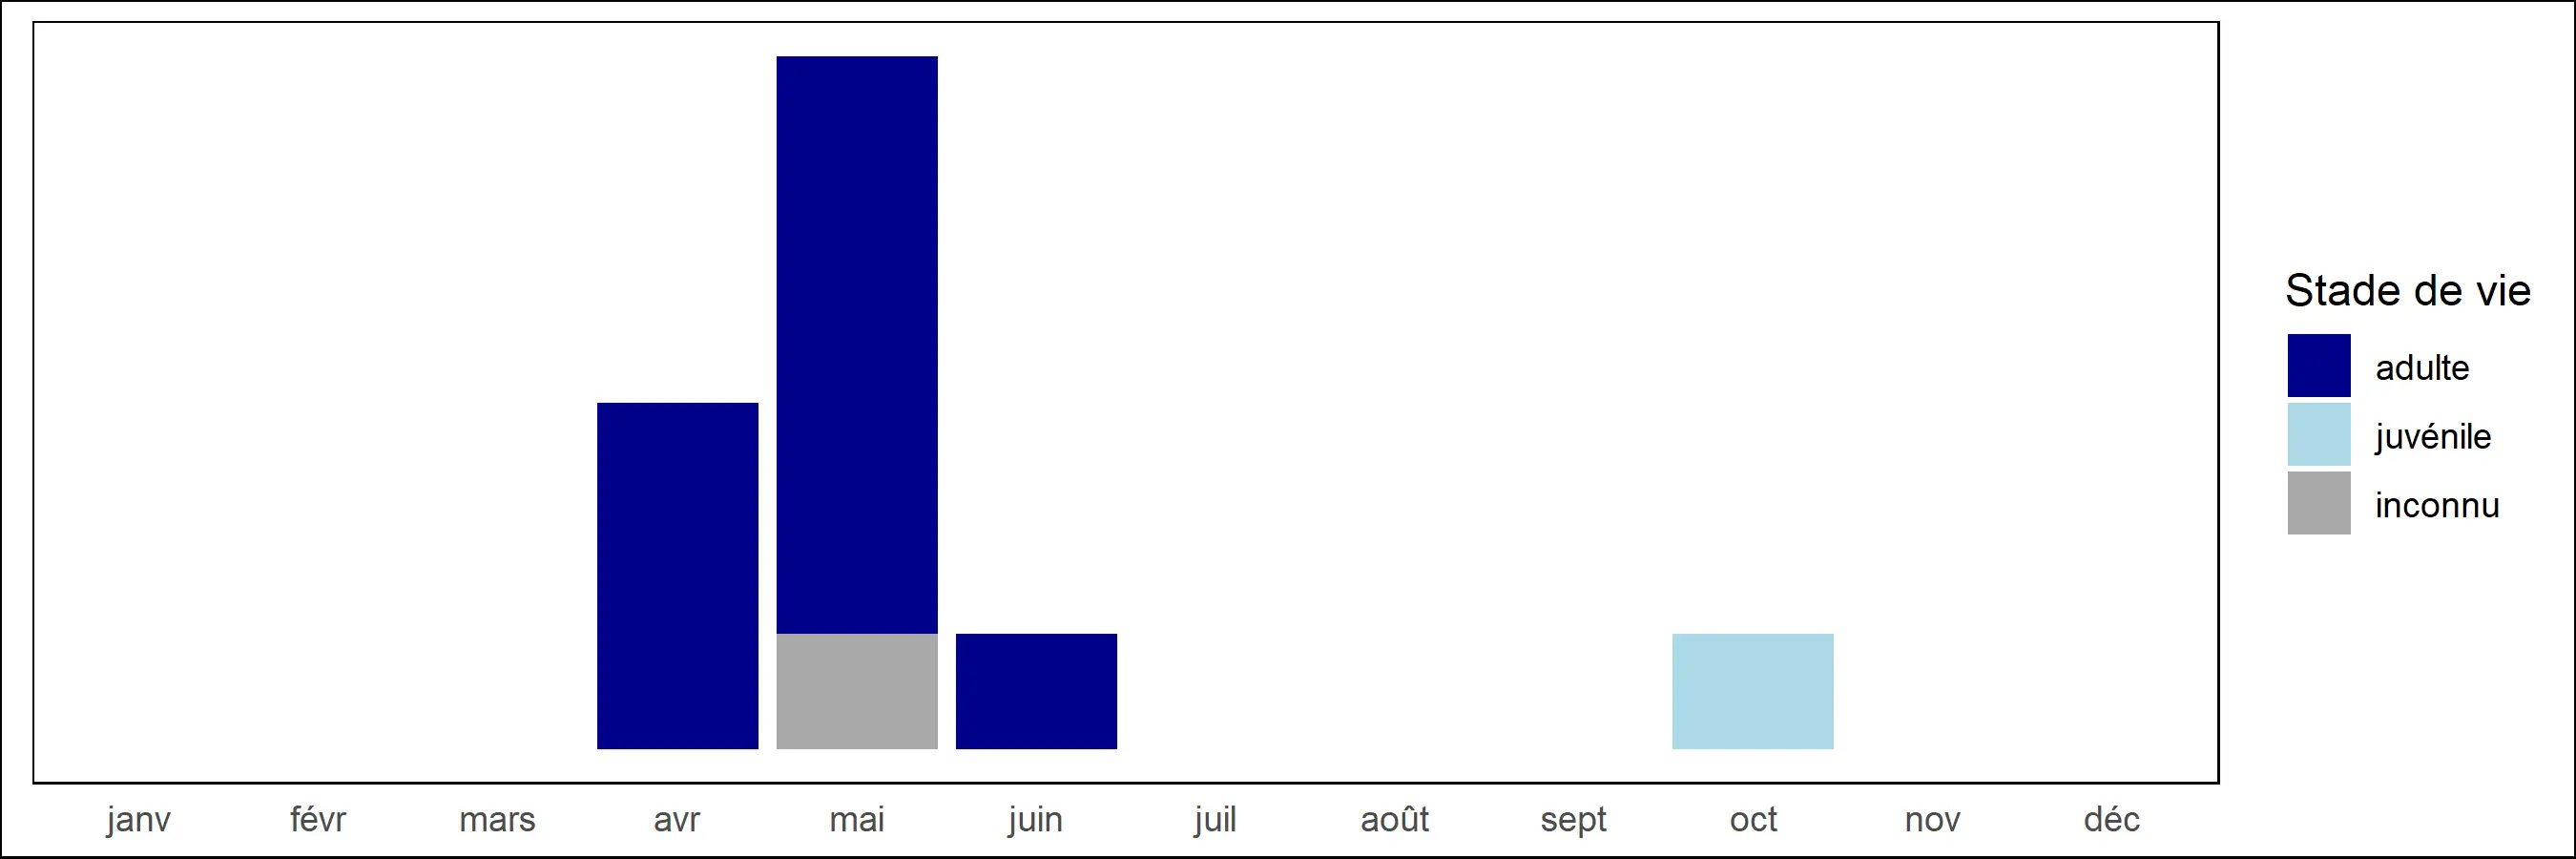 Stade de vie
adulte
juvénile
inconnu
janv févr mars avr mai juin juil août sept oct nov déc